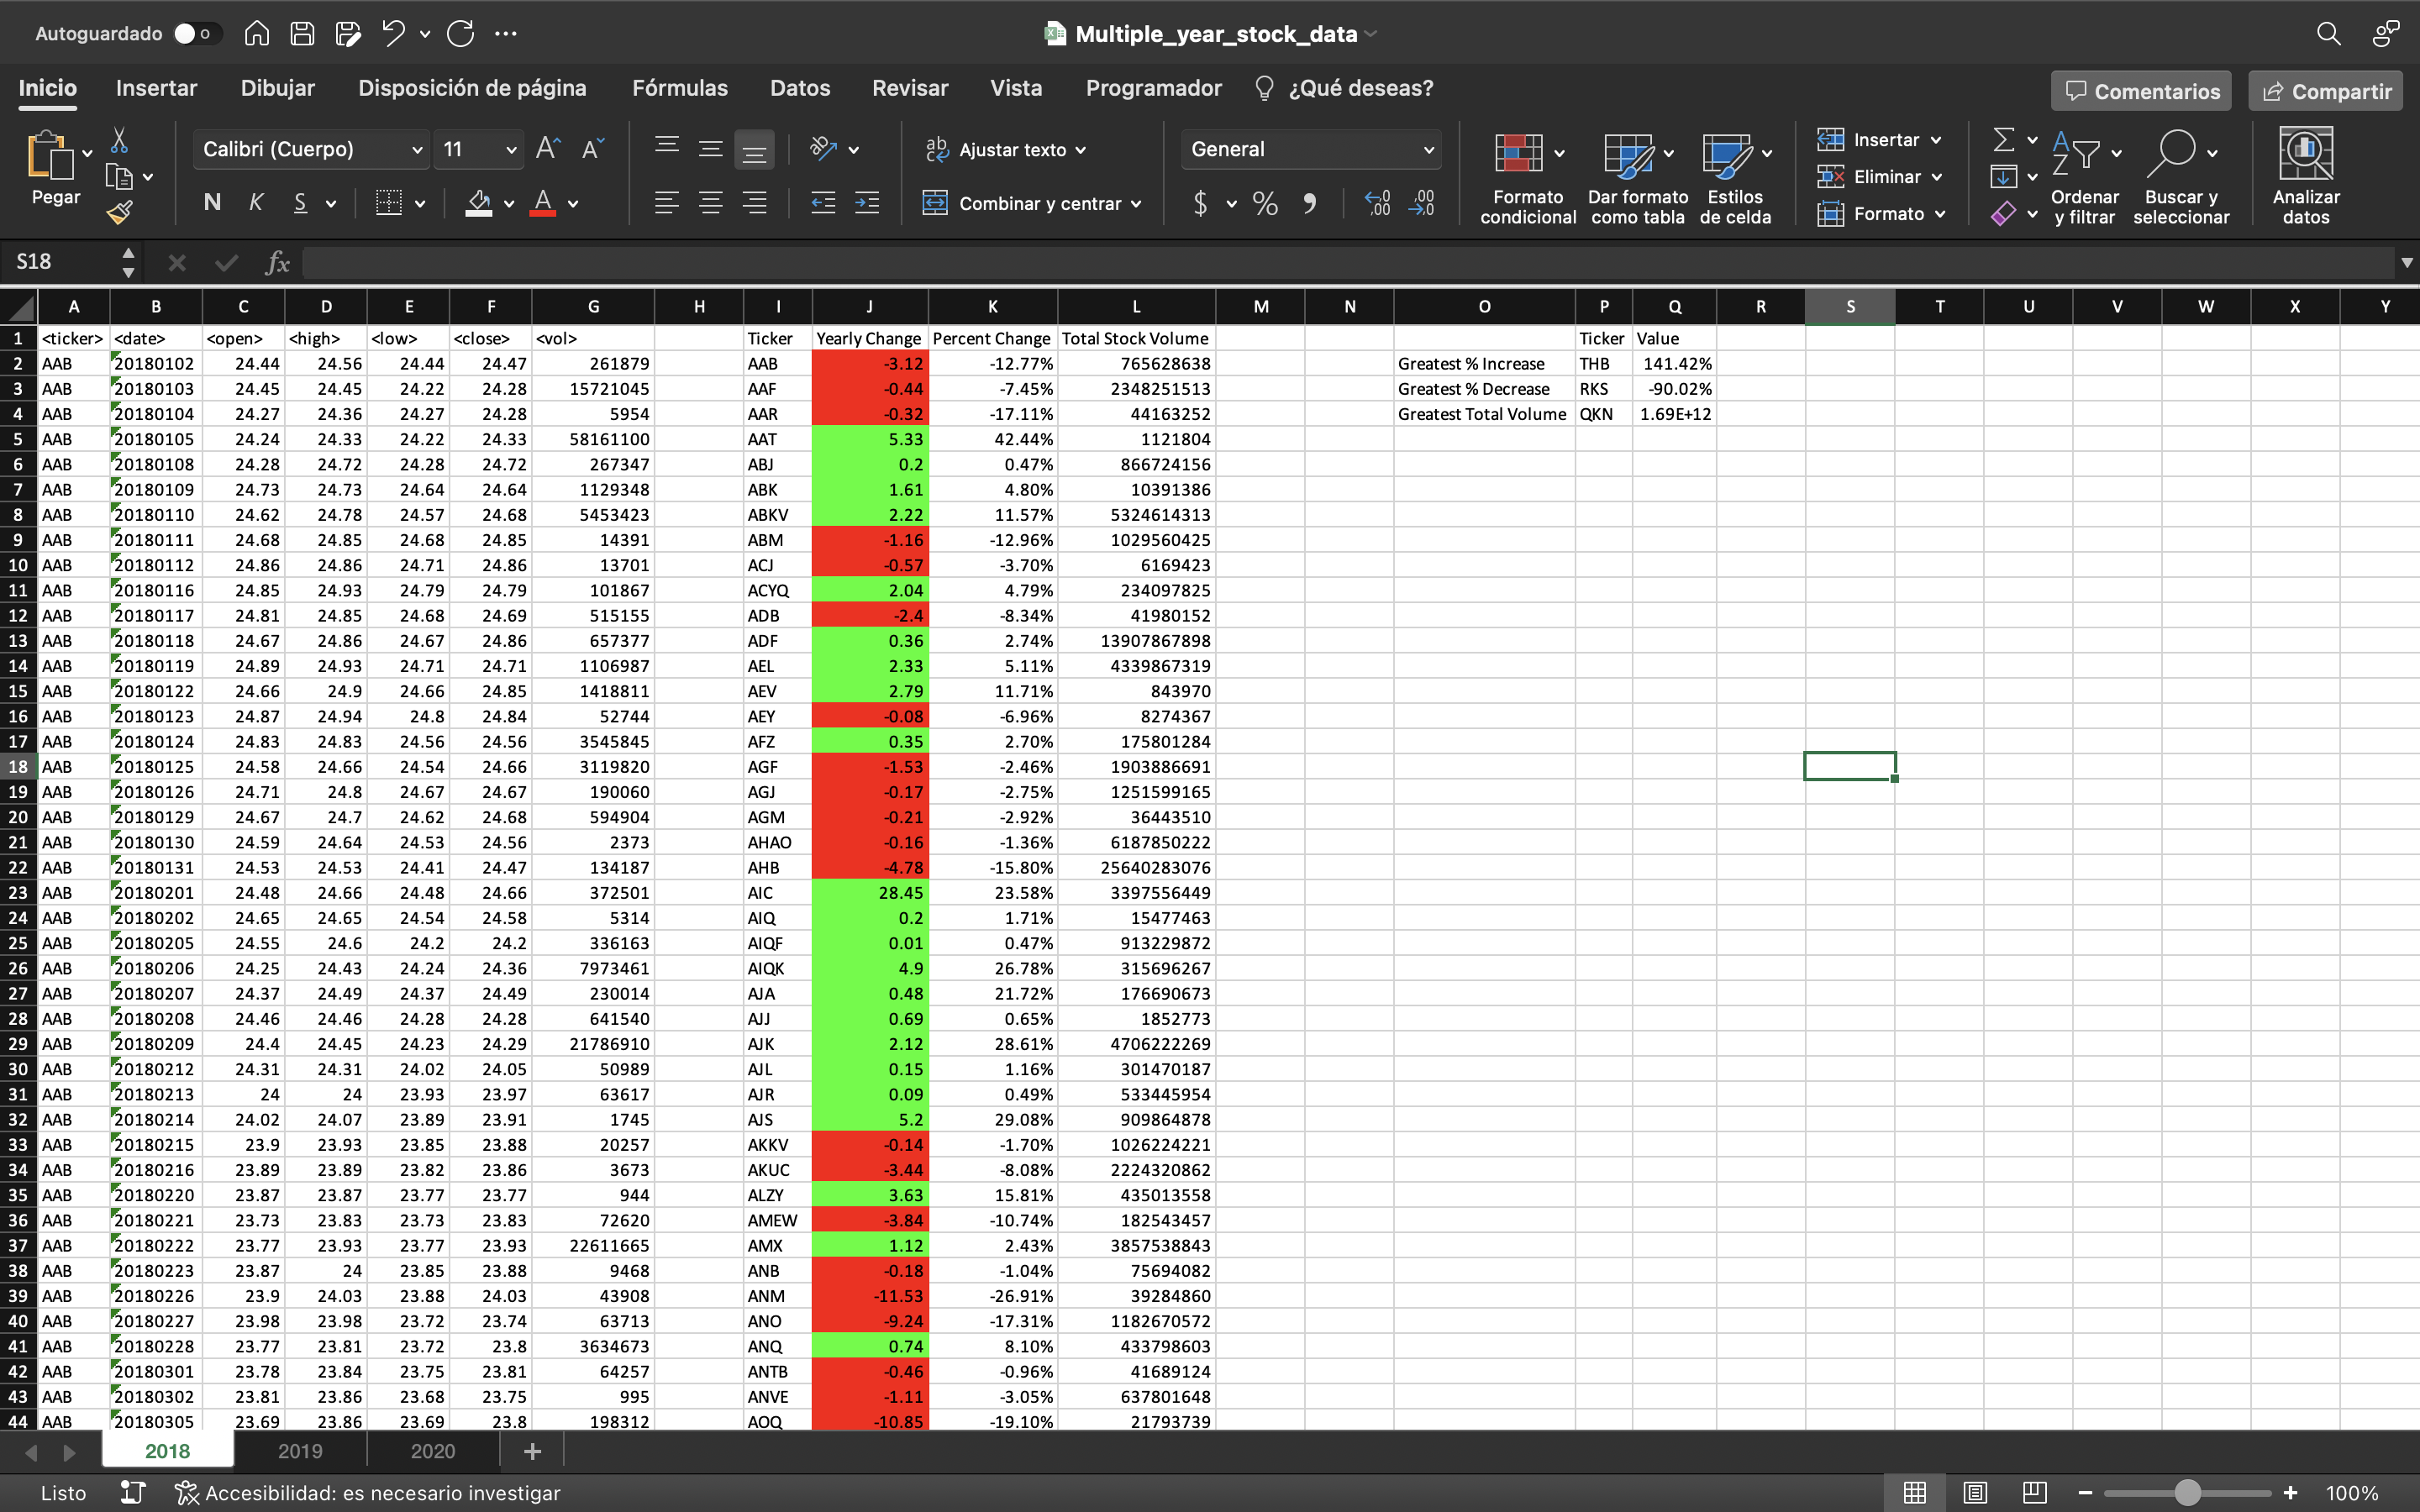 Autoguardado
Multiple_year_stock_data
Inicio Insertar Dibujar Disposición de página Fórmulas Datos Revisar Vista Programador ¿Qué deseas? Comentarios Compartir
Pegar
Calibri (Cuerpo) 11
N K S
Ajustar texto
Combinar y centrar
General
$ %
Formato condicional
Dar formato como tabla
Estilos de celda
Insertar
Eliminar
Formato
Ordenar y filtrar
Buscar y seleccionar
Analizar datos
S18 fx
A B C D E F G H I J K L M N O P Q R S T U V W X Y
1 <ticker> <date> <open> <high> <low> <close> <vol> Ticker Yearly Change Percent Change Total Stock Volume Ticker Value
2 AAB 20180102 24.44 24.56 24.44 24.47 261879 AAB -3.12 -12.77% 765628638 Greatest % Increase THB 141.42%
3 AAB 20180103 24.45 24.45 24.22 24.28 15721045 AAF -0.44 -7.45% 2348251513 Greatest % Decrease RKS -90.02%
4 AAB 20180104 24.27 24.36 24.27 24.28 5954 AAR -0.32 -17.11% 44163252 Greatest Total Volume QKN 1.69E+12
5 AAB 20180105 24.24 24.33 24.22 24.33 58161100 AAT 5.33 42.44% 1121804
6 AAB 20180108 24.28 24.72 24.28 24.72 267347 ABJ 0.2 0.47% 866724156
7 AAB 20180109 24.73 24.73 24.64 24.64 1129348 ABK 1.61 4.80% 10391386
8 AAB 20180110 24.62 24.78 24.57 24.68 5453423 ABKV 2.22 11.57% 5324614313
9 AAB 20180111 24.68 24.85 24.68 24.85 14391 ABM -1.16 -12.96% 1029560425
10 AAB 20180112 24.86 24.86 24.71 24.86 13701 ACJ -0.57 -3.70% 6169423
11 AAB 20180116 24.85 24.93 24.79 24.79 101867 ACYQ 2.04 4.79% 234097825
12 AAB 20180117 24.81 24.85 24.68 24.69 515155 ADB -2.4 -8.34% 41980152
13 AAB 20180118 24.67 24.86 24.67 24.86 657377 ADF 0.36 2.74% 13907867898
14 AAB 20180119 24.89 24.93 24.71 24.71 1106987 AEL 2.33 5.11% 4339867319
15 AAB 20180122 24.66 24.9 24.66 24.85 1418811 AEV 2.79 11.71% 843970
16 AAB 20180123 24.87 24.94 24.8 24.84 52744 AEY -0.08 -6.96% 8274367
17 AAB 20180124 24.83 24.83 24.56 24.56 3545845 AFZ 0.35 2.70% 175801284
18 AAB 20180125 24.58 24.66 24.54 24.66 3119820 AGF -1.53 -2.46% 1903886691
19 AAB 20180126 24.71 24.8 24.67 24.67 190060 AGJ -0.17 -2.75% 1251599165
20 AAB 20180129 24.67 24.7 24.62 24.68 594904 AGM -0.21 -2.92% 36443510
21 AAB 20180130 24.59 24.64 24.53 24.56 2373 AHAO -0.16 -1.36% 6187850222
22 AAB 20180131 24.53 24.53 24.41 24.47 134187 AHB -4.78 -15.80% 25640283076
23 AAB 20180201 24.48 24.66 24.48 24.66 372501 AIC 28.45 23.58% 3397556449
24 AAB 20180202 24.65 24.65 24.54 24.58 5314 AIQ 0.2 1.71% 15477463
25 AAB 20180205 24.55 24.6 24.2 24.2 336163 AIQF 0.01 0.47% 913229872
26 AAB 20180206 24.25 24.43 24.24 24.36 7973461 AIQK 4.9 26.78% 315696267
27 AAB 20180207 24.37 24.49 24.37 24.49 230014 AJA 0.48 21.72% 176690673
28 AAB 20180208 24.46 24.46 24.28 24.28 641540 AJJ 0.69 0.65% 1852773
29 AAB 20180209 24.4 24.45 24.23 24.29 21786910 AJK 2.12 28.61% 4706222269
30 AAB 20180212 24.31 24.31 24.02 24.05 50989 AJL 0.15 1.16% 301470187
31 AAB 20180213 24 24 23.93 23.97 63617 AJR 0.09 0.49% 533445954
32 AAB 20180214 24.02 24.07 23.89 23.91 1745 AJS 5.2 29.08% 909864878
33 AAB 20180215 23.9 23.93 23.85 23.88 20257 AKKV -0.14 -1.70% 1026224221
34 AAB 20180216 23.89 23.89 23.82 23.86 3673 AKUC -3.44 -8.08% 2224320862
35 AAB 20180220 23.87 23.87 23.77 23.77 944 ALZY 3.63 15.81% 435013558
36 AAB 20180221 23.73 23.83 23.73 23.83 72620 AMEW -3.84 -10.74% 182543457
37 AAB 20180222 23.77 23.93 23.77 23.93 22611665 AMX 1.12 2.43% 3857538843
38 AAB 20180223 23.87 24 23.85 23.88 9468 ANB -0.18 -1.04% 75694082
39 AAB 20180226 23.9 24.03 23.88 24.03 43908 ANM -11.53 -26.91% 39284860
40 AAB 20180227 23.98 23.98 23.72 23.74 63713 ANO -9.24 -17.31% 1182670572
41 AAB 20180228 23.77 23.81 23.72 23.8 3634673 ANQ 0.74 8.10% 433798603
42 AAB 20180301 23.78 23.84 23.75 23.81 64257 ANTB -0.46 -0.96% 41689124
43 AAB 20180302 23.81 23.86 23.68 23.75 995 ANVE -1.11 -3.05% 637801648
44 AAB 20180305 23.69 23.86 23.69 23.8 198312 AOQ -10.85 -19.10% 21793739
2018 2019 2020 +
Listo Accesibilidad: es necesario investigar 100%